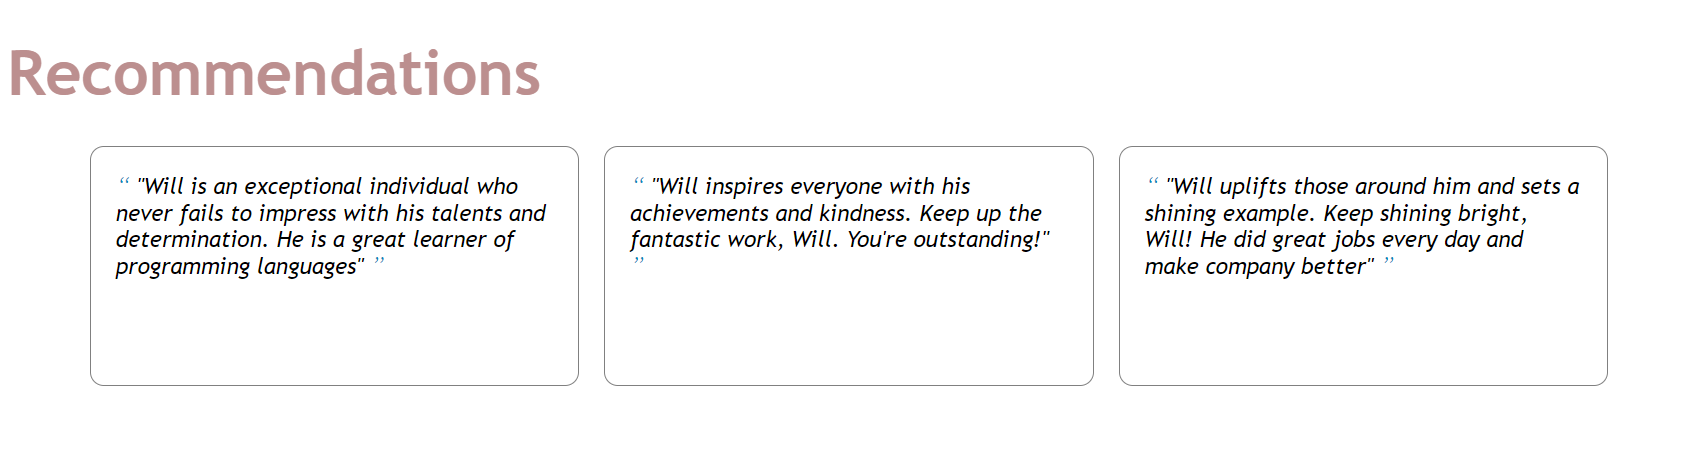 Recommendations
“ "Will is an exceptional individual who
never fails to impress with his talents and
determination. He is a great learner of
programming languages" ”
“ "Will inspires everyone with his
achievements and kindness. Keep up the
fantastic work, Will. You're outstanding!"
”
“ "Will uplifts those around him and sets a
shining example. Keep shining bright,
Will! He did great jobs every day and
make company better" ”